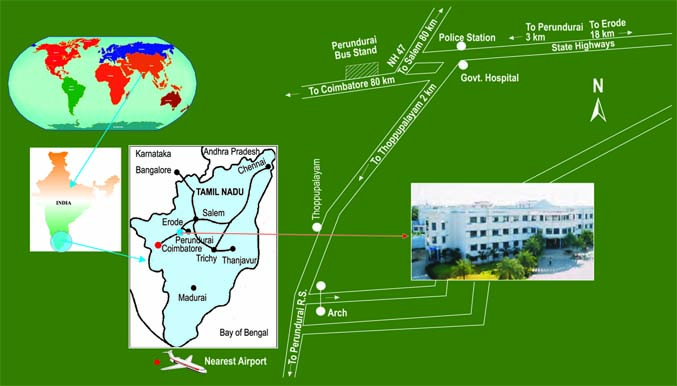 Perundurai
Bus Stand
NH 47
To Salem 80 km
Police Station
To Perundurai
3 km
To Erode
18 km
State Highways
Govt. Hospital
To Coimbatore 80 km
To Thoppupalayam 2 km
N
Thoppupalayam
Arch
To Perundurai R.S.
INDIA
Karnataka
Andhra Pradesh
Bangalore
Chennai
TAMIL NADU
Salem
Erode
Perundurai
Coimbatore
Trichy
Thanjavur
Madurai
Bay of Bengal
Nearest Airport